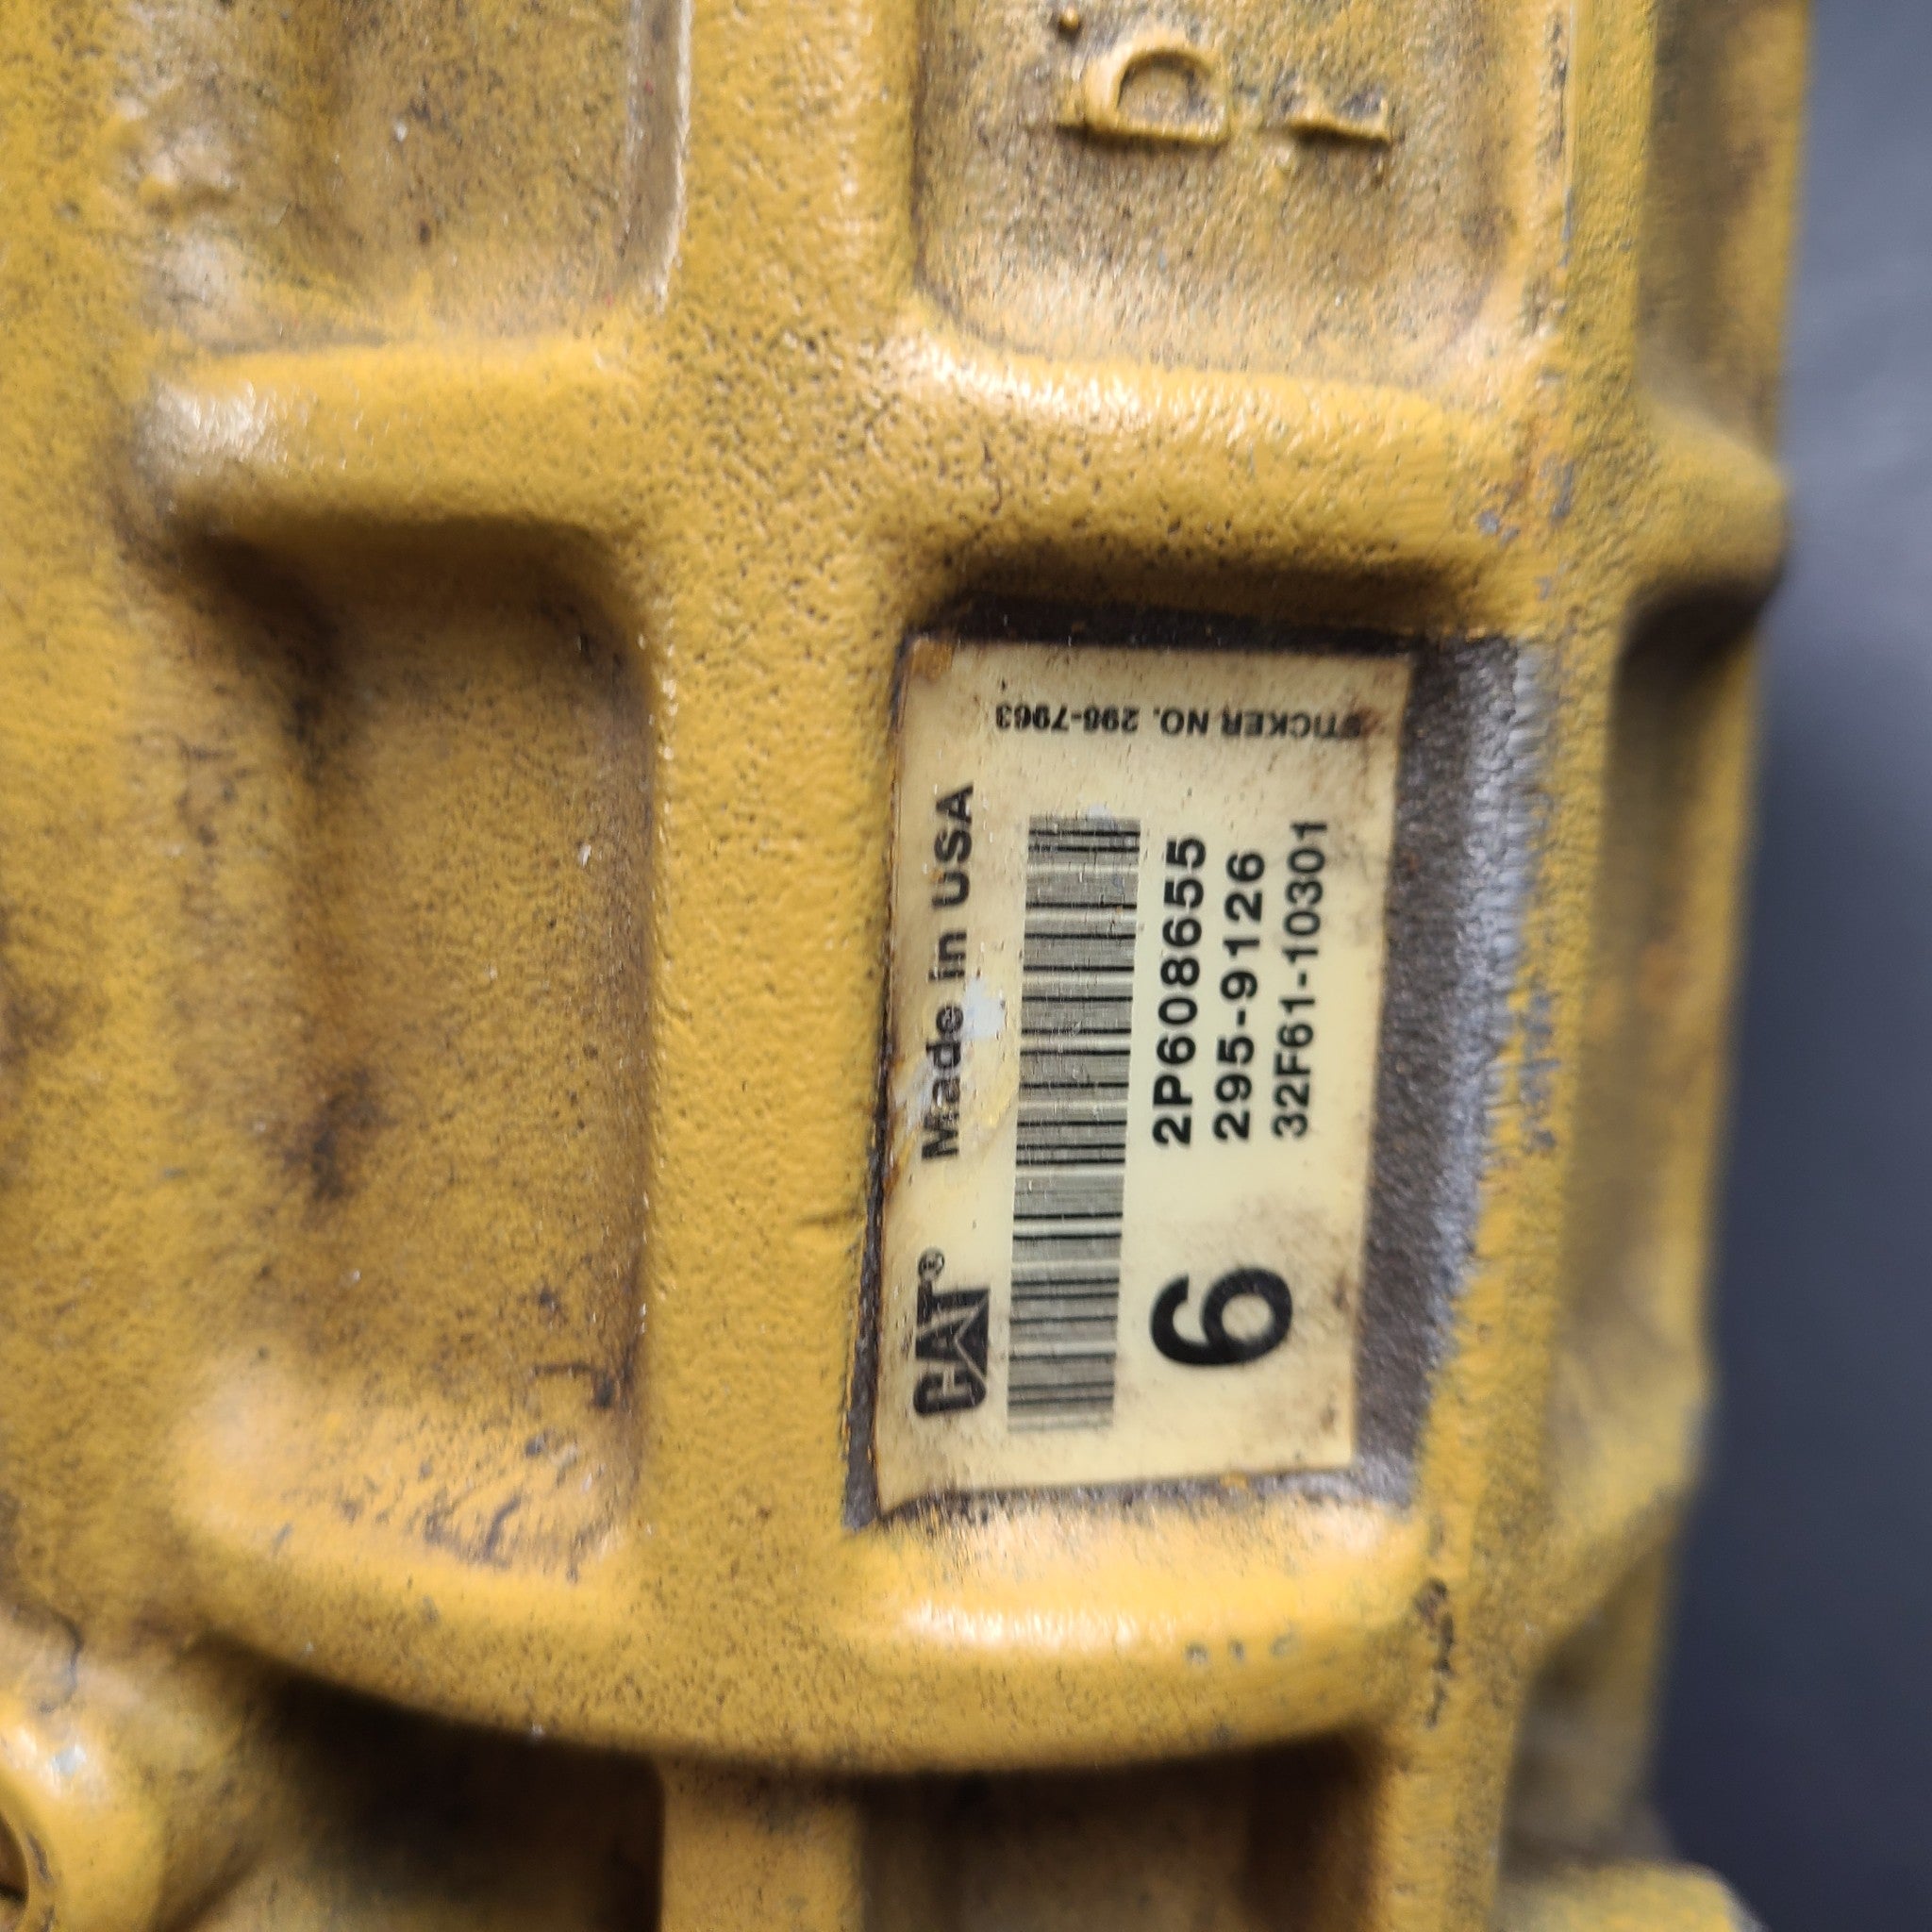 CAT® Made in USA
2P608655
295-9126
32F61-10301
6
STICKER NO. 296-7963